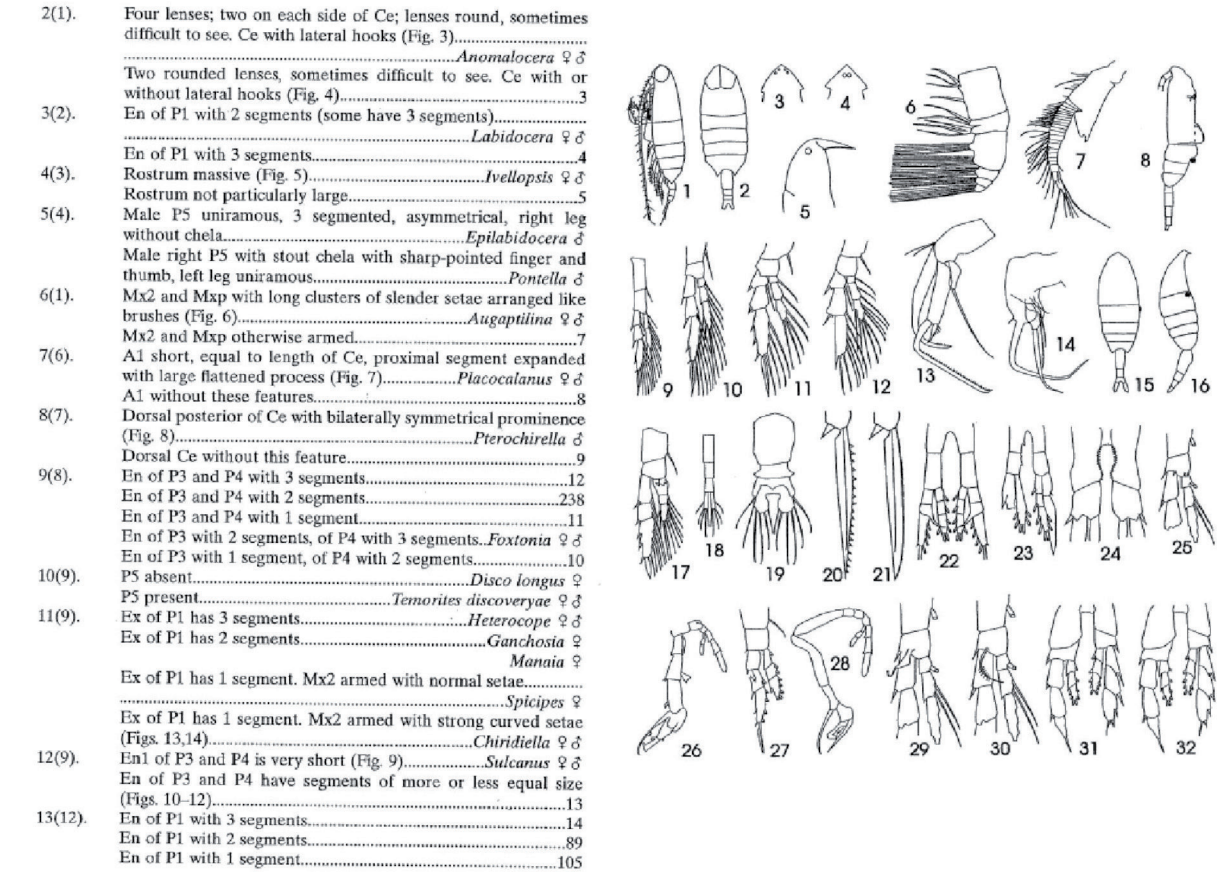 2(1). Four lenses; two on each side of Ce; lenses round, sometimes
difficult to see. Ce with lateral hooks (Fig. 3)..............................
...............................................................Anomalocera ♀♂
Two rounded lenses, sometimes difficult to see. Ce with or
without lateral hooks (Fig. 4)..................................................3
3(2). En of P1 with 2 segments (some have 3 segments)......................
...............................................................Labidocera ♀♂
En of P1 with 3 segments.......................................................4
4(3). Rostrum massive (Fig. 5)..........................................Ivellopsis ♀♂
Rostrum not particularly large................................................5
5(4). Male P5 uniramous, 3 segmented, asymmetrical, right leg
without chela..............................................Epilabidocera ♂
Male right P5 with stout chela with sharp-pointed finger and
thumb, left leg uniramous.......................................Pontella ♂
6(1). Mx2 and Mxp with long clusters of slender setae arranged like
brushes (Fig. 6)..............................................Augaptilina ♀♂
Mx2 and Mxp otherwise armed................................................7
7(6). A1 short, equal to length of Ce, proximal segment expanded
with large flattened process (Fig. 7)...............Placocalanus ♀♂
A1 without these features.......................................................8
8(7). Dorsal posterior of Ce with bilaterally symmetrical prominence
(Fig. 8)..............................................................Pterochirella ♂
Dorsal Ce without this feature................................................9
9(8). En of P3 and P4 with 3 segments............................................12
En of P3 and P4 with 2 segments..........................................238
En of P3 and P4 with 1 segment............................................11
En of P3 with 2 segments, of P4 with 3 segments..Foxtonia ♀♂
En of P3 with 1 segment, of P4 with 2 segments......................10
10(9). P5 absent............................................................Disco longus ♀
P5 present..............................................Temorites discoveryae ♀♂
11(9). Ex of P1 has 3 segments........................................Heterocope ♀♂
Ex of P1 has 2 segments........................................Ganchosia ♀
Manaia ♀
Ex of P1 has 1 segment. Mx2 armed with normal setae............
...............................................................Spicipes ♀
Ex of P1 has 1 segment. Mx2 armed with strong curved setae
(Figs. 13,14)..........................................................Chiridiella ♀♂
12(9). En1 of P3 and P4 is very short (Fig. 9)...................Sulcanus ♀♂
En of P3 and P4 have segments of more or less equal size
(Figs. 10–12)........................................................................13
13(12). En of P1 with 3 segments......................................................14
En of P1 with 2 segments......................................................89
En of P1 with 1 segment......................................................105
1
2
3
4
5
6
7
8
9
10
11
12
13
14
15
16
17
18
19
20
21
22
23
24
25
26
27
28
29
30
31
32